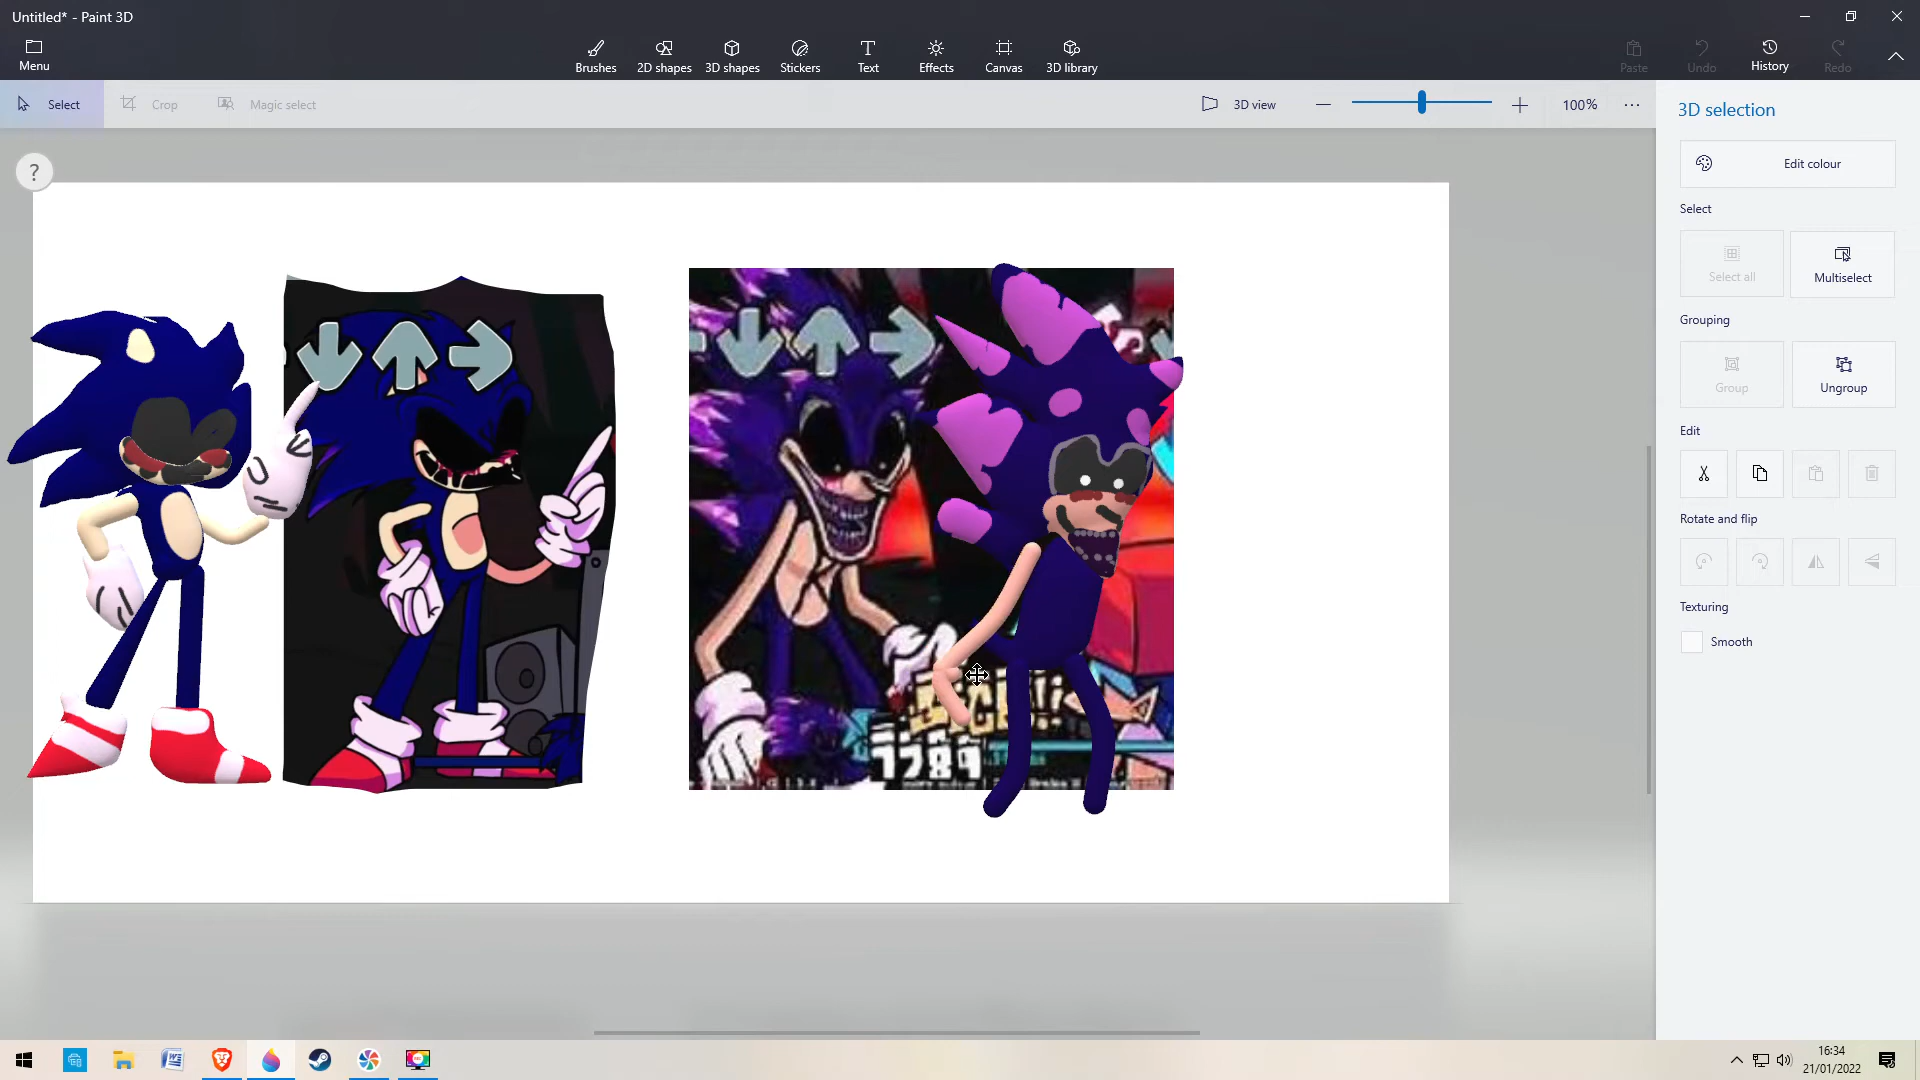 Untitled* - Paint 3D
Menu
Brushes
2D shapes
3D shapes
Stickers
Text
Effects
Canvas
3D library
Paste
Undo
History
Redo
Select
Crop
Magic select
3D view
100%
?
3D selection
Edit colour
Select
Select all
Multiselect
Grouping
Group
Ungroup
Edit
Rotate and flip
Texturing
Smooth
16:34
21/01/2022